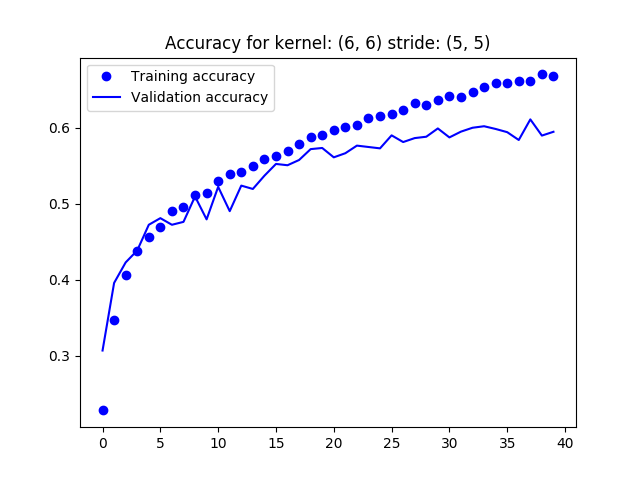 Accuracy for kernel: (6, 6) stride: (5, 5)
Training accuracy
Validation accuracy
0.6
0.5
0.4
0.3
0 5 10 15 20 25 30 35 40